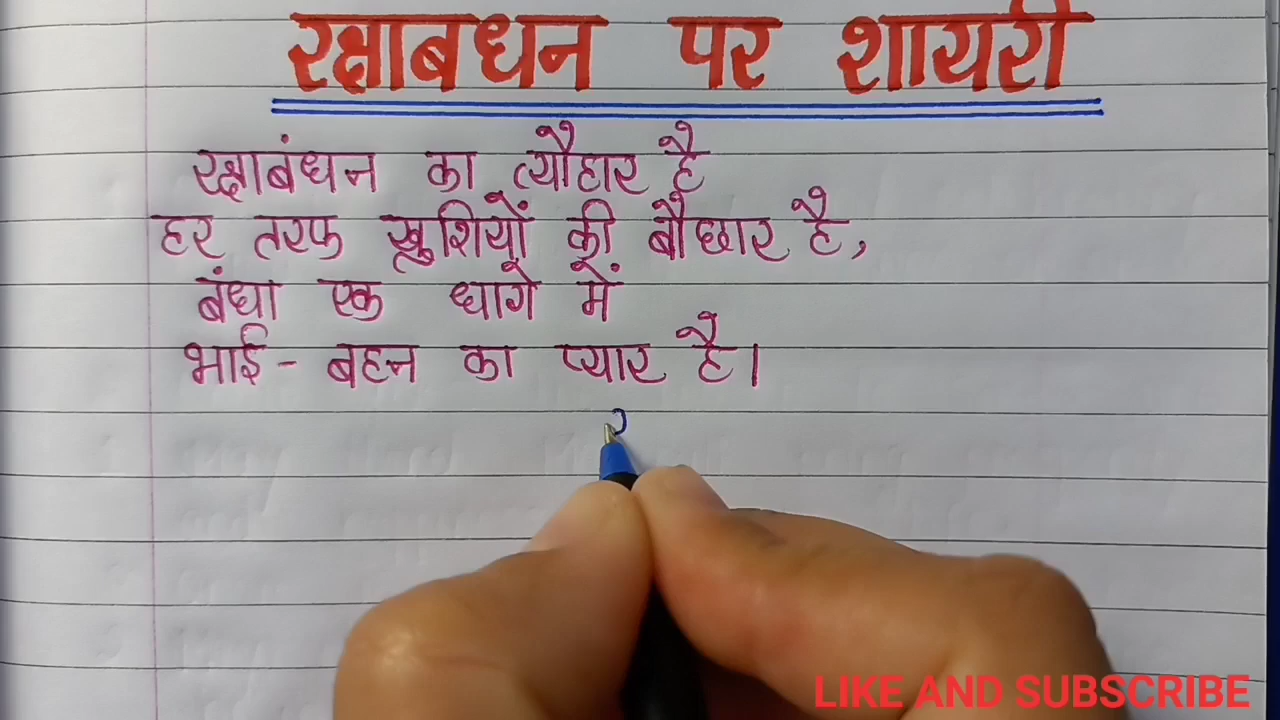 रक्षाबधन पर शायरी
रक्षाबंधन का त्यौहार है
हर तरफ खुशियों की बौछार है,
बंधा एक धागे में
भाई - बहन का प्यार है।
LIKE AND SUBSCRIBE